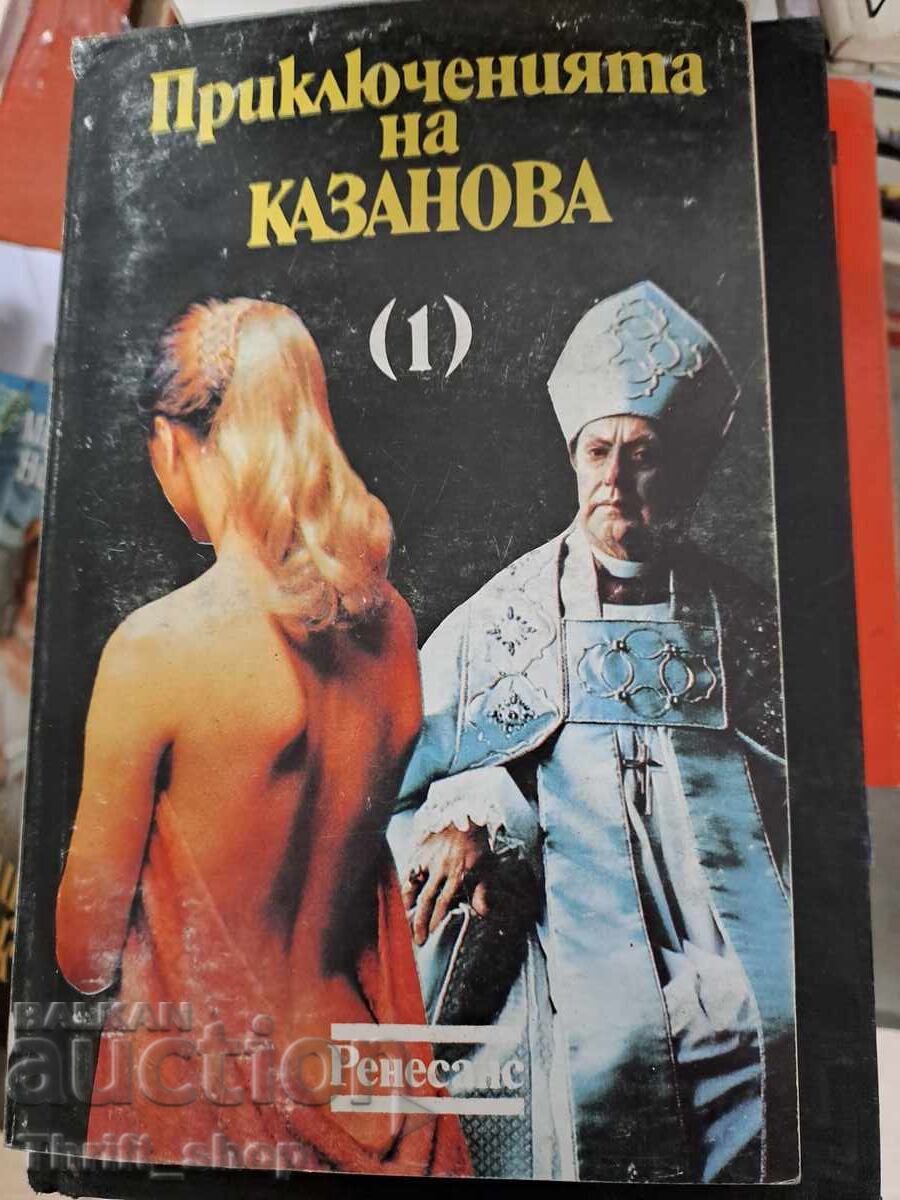 Приключенията
на
КАЗАНОВА
(1)
Ренесанс
BALKAN
auction
Thrift_shop